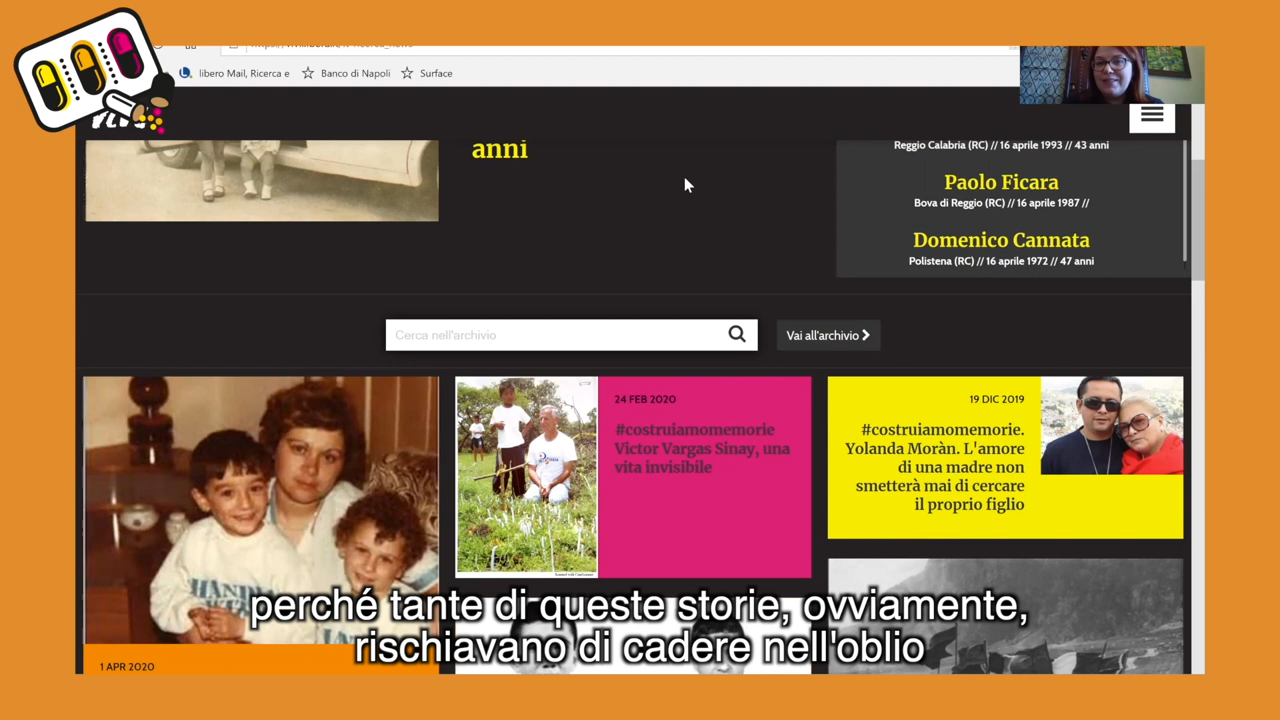 libero Mail, Ricerca e
Banco di Napoli
Surface
anni
Reggio Calabria (RC) // 16 aprile 1993 // 43 anni
Paolo Ficara
Bova di Reggio (RC) // 16 aprile 1987 //
Domenico Cannata
Polistena (RC) // 16 aprile 1972 // 47 anni
Cerca nell'archivio
Vai all'archivio
24 FEB 2020
#costruiamomemorie
Victor Vargas Sinay, una
vita invisibile
19 DIC 2019
#costruiamomemorie.
Yolanda Moràn. L'amore
di una madre non
smetterà mai di cercare
il proprio figlio
1 APR 2020
perché tante di queste storie, ovviamente,
rischiavano di cadere nell'oblio